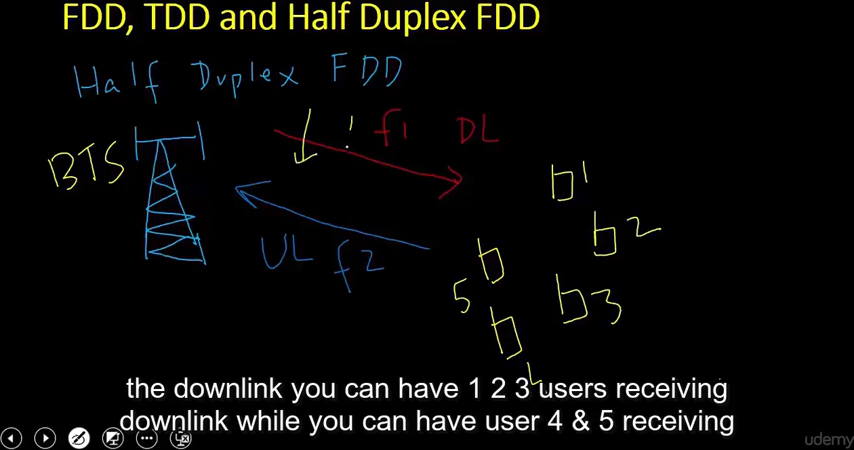 FDD, TDD and Half Duplex FDD
Half Duplex FDD
BTS
f1 DL
1
2
UL f2
5
3
the downlink you can have 1 2 3 users receiving
downlink while you can have user 4 & 5 receiving
udemy